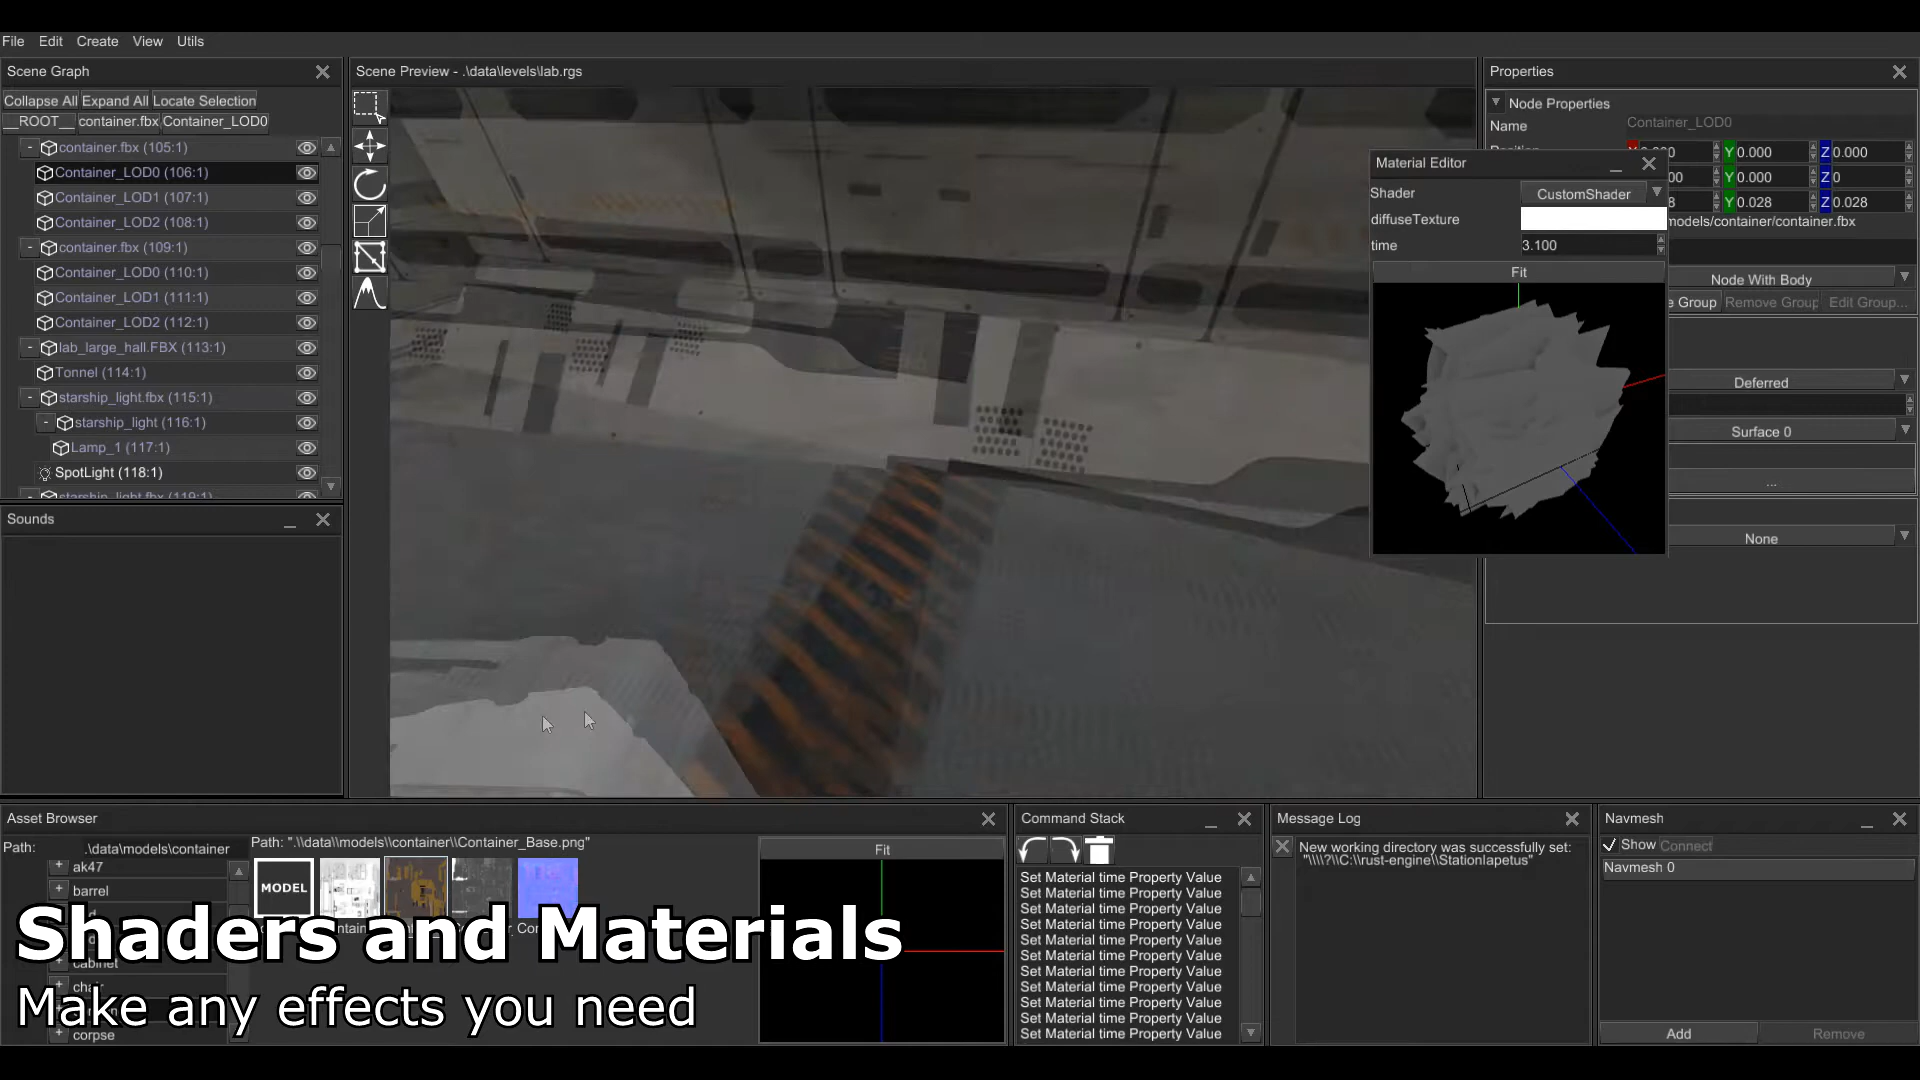 File Edit Create View Utils
Scene Graph
Collapse All Expand All Locate Selection
__ROOT__ container.fbx Container_LOD0
container.fbx (105:1)
Container_LOD0 (106:1)
Container_LOD1 (107:1)
Container_LOD2 (108:1)
container.fbx (109:1)
Container_LOD0 (110:1)
Container_LOD1 (111:1)
Container_LOD2 (112:1)
lab_large_hall.FBX (113:1)
Tonnel (114:1)
starship_light.fbx (115:1)
starship_light (116:1)
Lamp_1 (117:1)
SpotLight (118:1)
starship_light.fbx (119:1)
Sounds
Scene Preview - .\data\levels\lab.rgs
Properties
Node Properties
Name Container_LOD0
Position
Y 0.000 Z 0.000
Y 0.000 Z 0
Y 0.028 Z 0.028
models/container/container.fbx
Node With Body
Group Remove Group Edit Group...
Deferred
Surface 0
...
None
Material Editor
Shader CustomShader
diffuseTexture
time 3.100
Fit
Asset Browser
Path: .\data\models\container
ak47
barrel
cabinet
chair
corpse
Path: ".\\data\\models\\container\\Container_Base.png"
MODEL
Fit
Shaders and Materials
Make any effects you need
Command Stack
Set Material time Property Value
Set Material time Property Value
Set Material time Property Value
Set Material time Property Value
Set Material time Property Value
Set Material time Property Value
Set Material time Property Value
Set Material time Property Value
Set Material time Property Value
Set Material time Property Value
Set Material time Property Value
Message Log
New working directory was successfully set:
"\\\\?\\C:\\rust-engine\\StationIapetus"
Navmesh
Show Connect
Navmesh 0
Add Remove